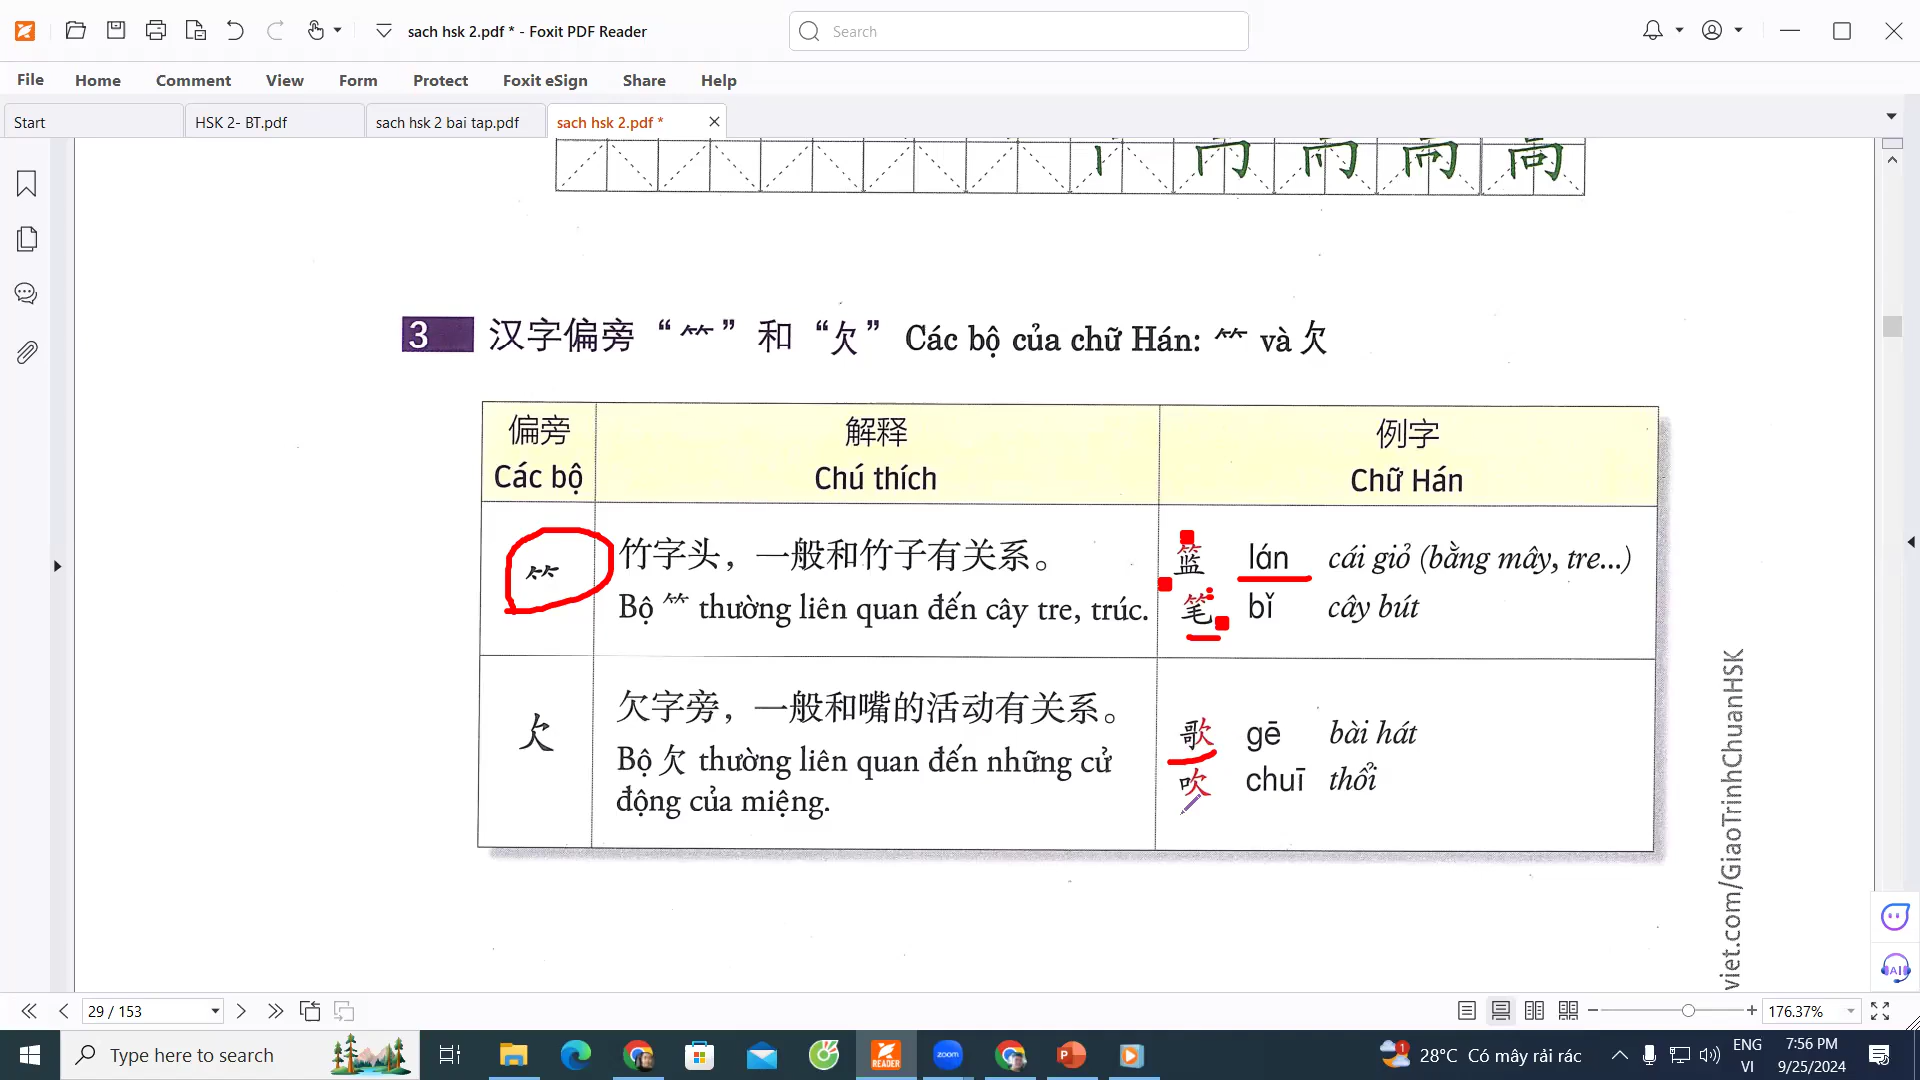 sach hsk 2.pdf * - Foxit PDF Reader
Search
File Home Comment View Form Protect Foxit eSign Share Help
Start
HSK 2- BT.pdf
sach hsk 2 bai tap.pdf
sach hsk 2.pdf *
3 汉字偏旁 “⺮” 和 “欠” Các bộ của chữ Hán: ⺮ và 欠
偏旁
Các bộ
解释
Chú thích
例字
Chữ Hán
⺮
竹字头，一般和竹子有关系。
Bộ ⺮ thường liên quan đến cây tre, trúc.
篮 lán cái giỏ (bằng mây, tre...)
笔 bǐ cây bút
欠
欠字旁，一般和嘴的活动有关系。
Bộ 欠 thường liên quan đến những cử
động của miệng.
歌 gē bài hát
吹 chuī thổi
viet.com/GiaoTrinhChuanHSK
29 / 153
176.37%
Type here to search
READER
zoom
AI
1
28°C Có mây rải rác
ENG
VI
7:56 PM
9/25/2024